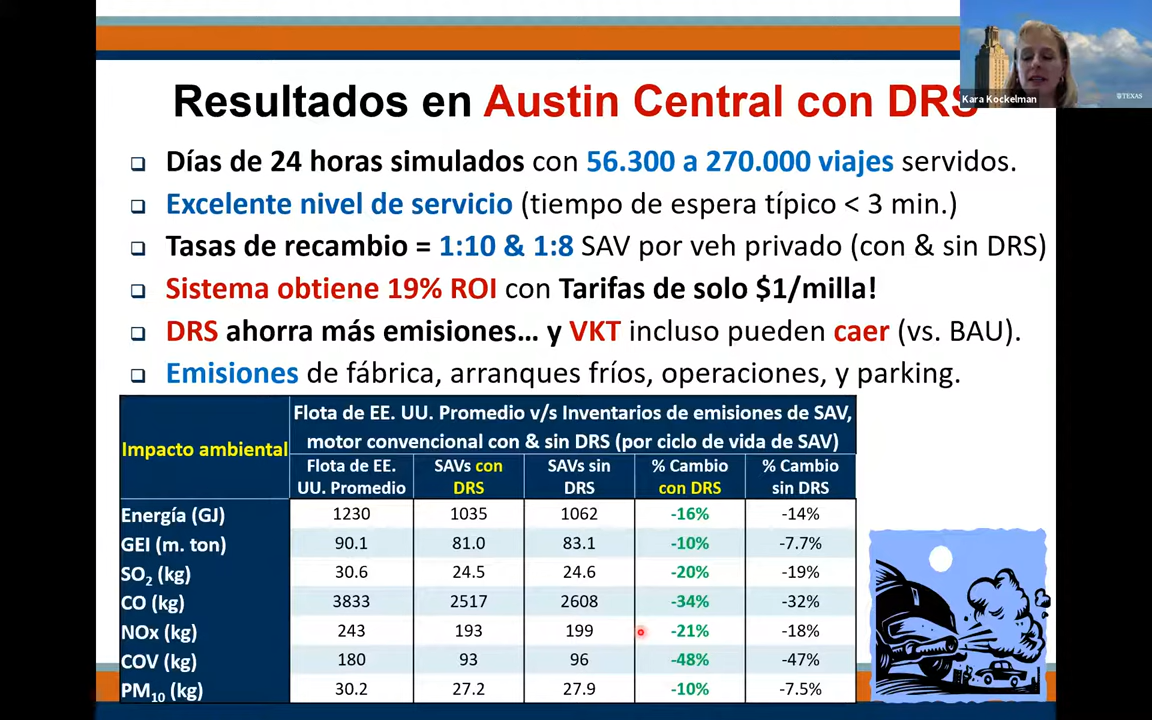 Resultados en Austin Central con DRS
Kara Kockelman
TEXAS
Días de 24 horas simulados con 56.300 a 270.000 viajes servidos.
Excelente nivel de servicio (tiempo de espera típico < 3 min.)
Tasas de recambio = 1:10 & 1:8 SAV por veh privado (con & sin DRS)
Sistema obtiene 19% ROI con Tarifas de solo $1/milla!
DRS ahorra más emisiones… y VKT incluso pueden caer (vs. BAU).
Emisiones de fábrica, arranques fríos, operaciones, y parking.
Impacto ambiental
Flota de EE. UU. Promedio v/s Inventarios de emisiones de SAV,
motor convencional con & sin DRS (por ciclo de vida de SAV)
Flota de EE. UU. Promedio SAVs con DRS SAVs sin DRS % Cambio con DRS % Cambio sin DRS
Energía (GJ) 1230 1035 1062 -16% -14%
GEI (m. ton) 90.1 81.0 83.1 -10% -7.7%
SO2 (kg) 30.6 24.5 24.6 -20% -19%
CO (kg) 3833 2517 2608 -34% -32%
NOx (kg) 243 193 199 -21% -18%
COV (kg) 180 93 96 -48% -47%
PM10 (kg) 30.2 27.2 27.9 -10% -7.5%